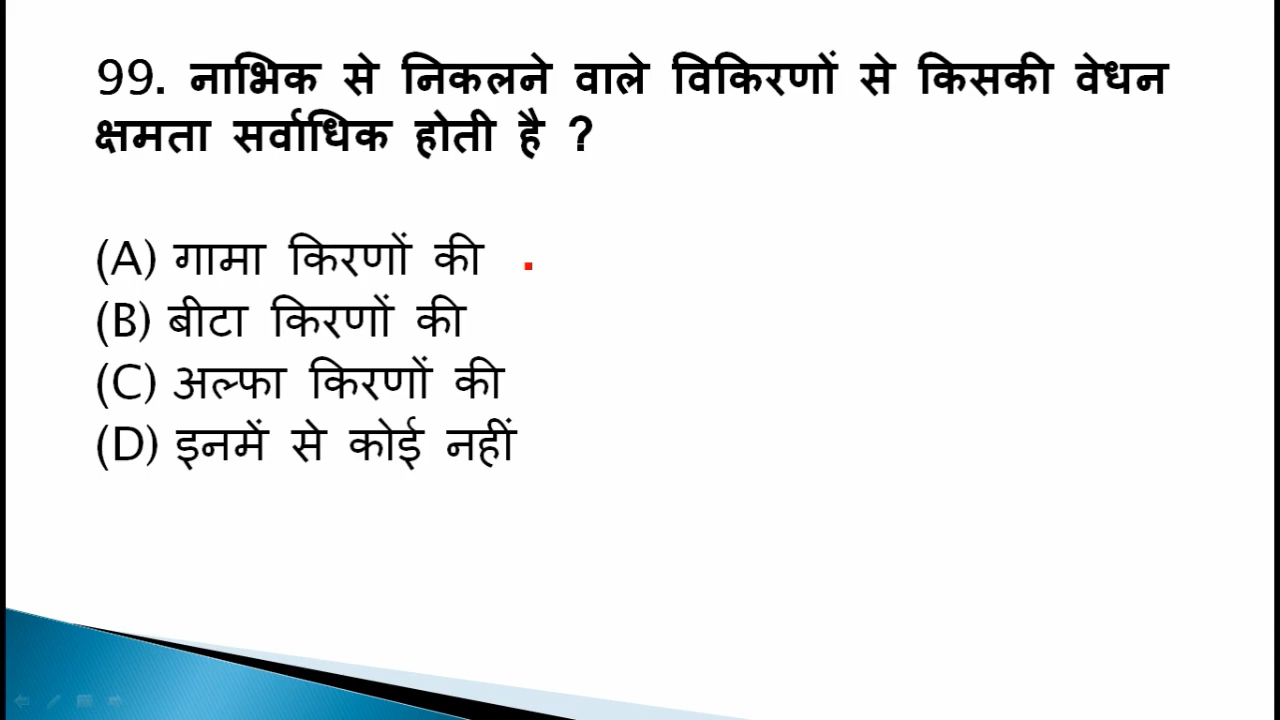 99. नाभिक से निकलने वाले विकिरणों से किसकी वेधन
क्षमता सर्वाधिक होती है ?
(A) गामा किरणों की
(B) बीटा किरणों की
(C) अल्फा किरणों की
(D) इनमें से कोई नहीं